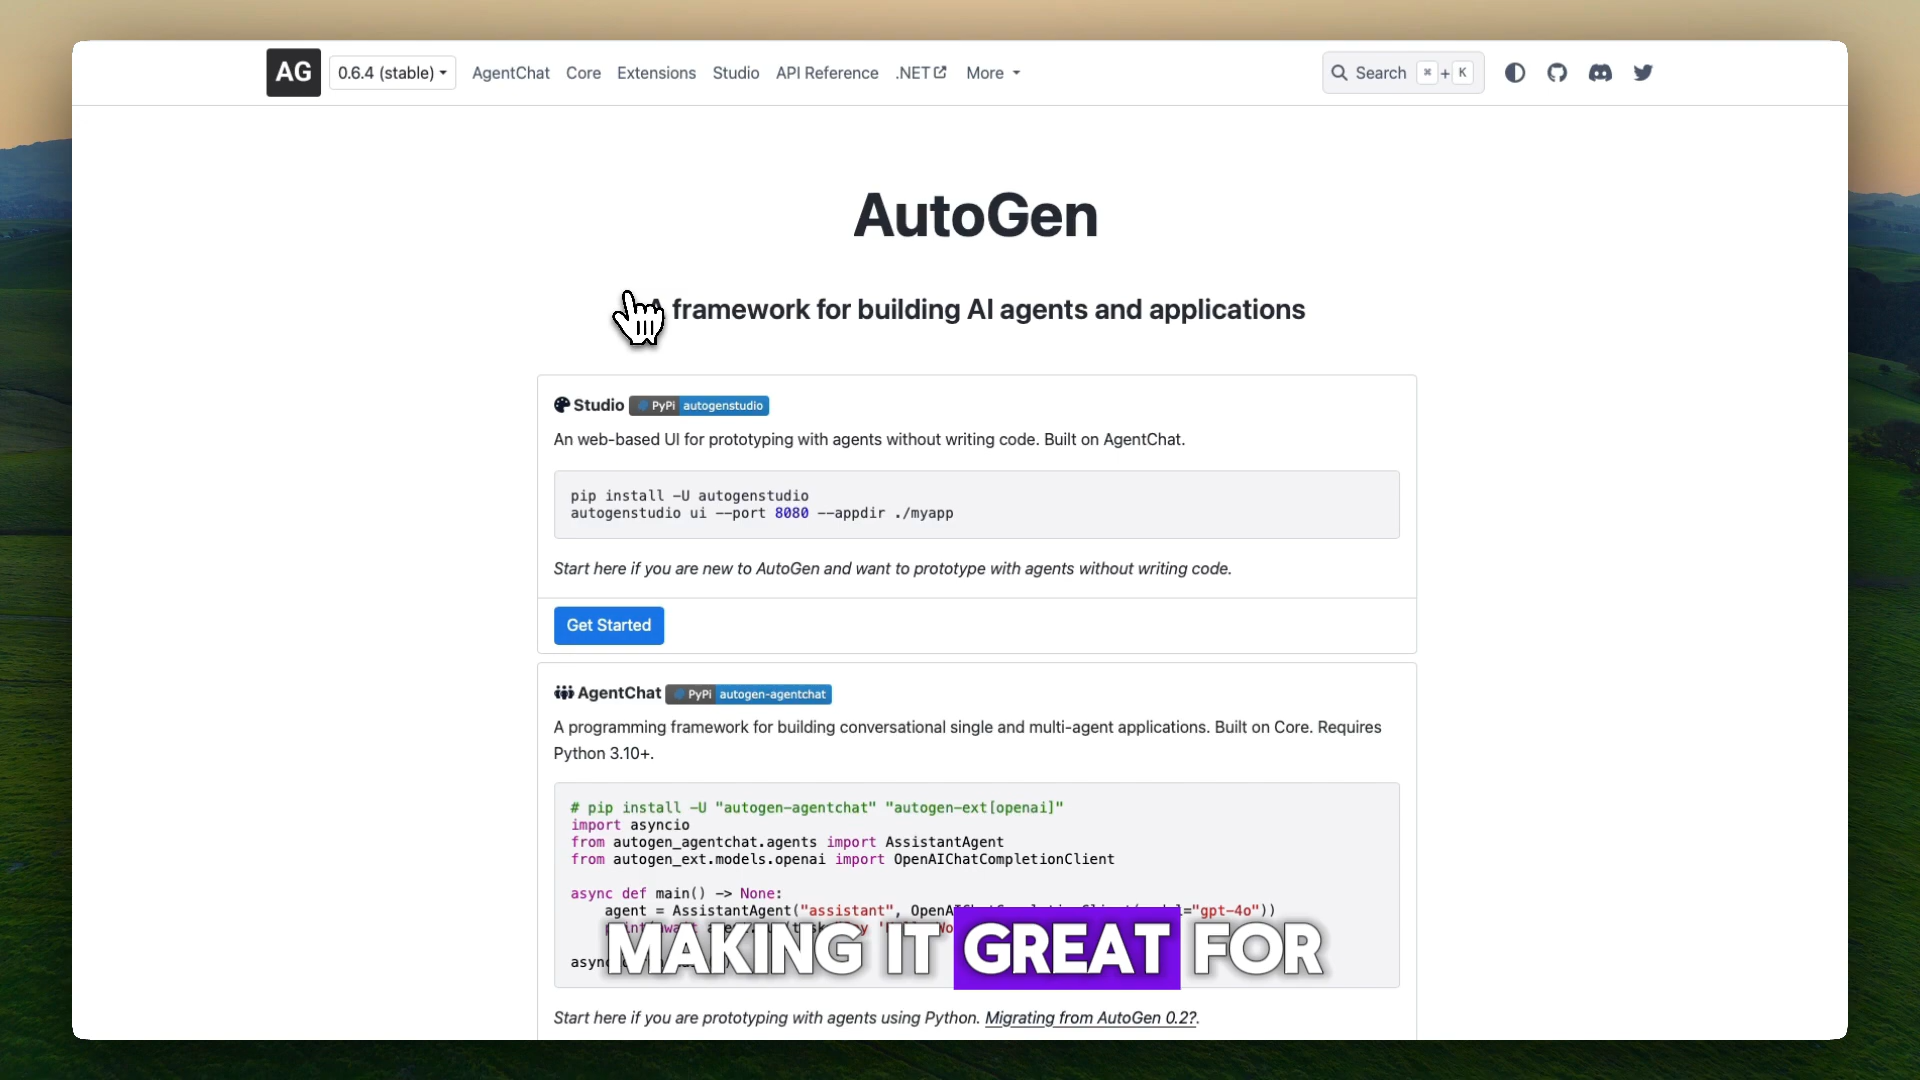 AG 0.6.4 (stable) AgentChat Core Extensions Studio API Reference .NET More Search ⌘ + K
AutoGen
A framework for building AI agents and applications
Studio PyPi autogenstudio
An web-based UI for prototyping with agents without writing code. Built on AgentChat.
pip install -U autogenstudio
autogenstudio ui --port 8080 --appdir ./myapp
Start here if you are new to AutoGen and want to prototype with agents without writing code.
Get Started
AgentChat PyPi autogen-agentchat
A programming framework for building conversational single and multi-agent applications. Built on Core. Requires
Python 3.10+.
# pip install -U "autogen-agentchat" "autogen-ext[openai]"
import asyncio
from autogen_agentchat.agents import AssistantAgent
from autogen_ext.models.openai import OpenAIChatCompletionClient
async def main() -> None:
agent = AssistantAgent("assistant", ="gpt-4o"))
MAKING IT GREAT FOR
Start here if you are prototyping with agents using Python. Migrating from AutoGen 0.2?.